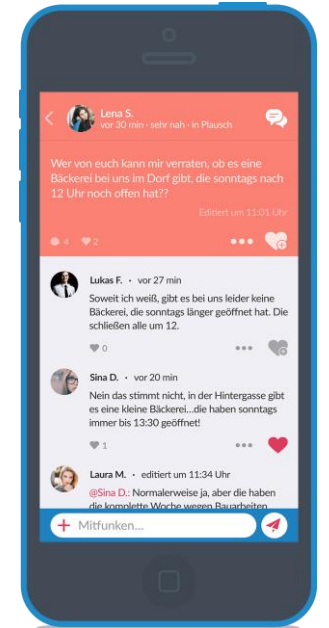 Lena S.
vor 30 min - sehr nah - in Plausch
Wer von euch kann mir verraten, ob es eine
Bäckerei bei uns im Dorf gibt, die sonntags nach
12 Uhr noch offen hat??
Editiert um 11:01 Uhr
4 2
Lukas F. · vor 27 min
Soweit ich weiß, gibt es bei uns leider keine
Bäckerei, die sonntags länger geöffnet hat. Die
schließen alle um 12.
0
Sina D. · vor 20 min
Nein das stimmt nicht, in der Hintergasse gibt
es eine kleine Bäckerei...die haben sonntags
immer bis 13:30 geöffnet!
1
Laura M. · editiert um 11:34 Uhr
@Sina D.: Normalerweise ja, aber die haben
die komplette Woche wegen Bauarbeiten
Mitfunken...